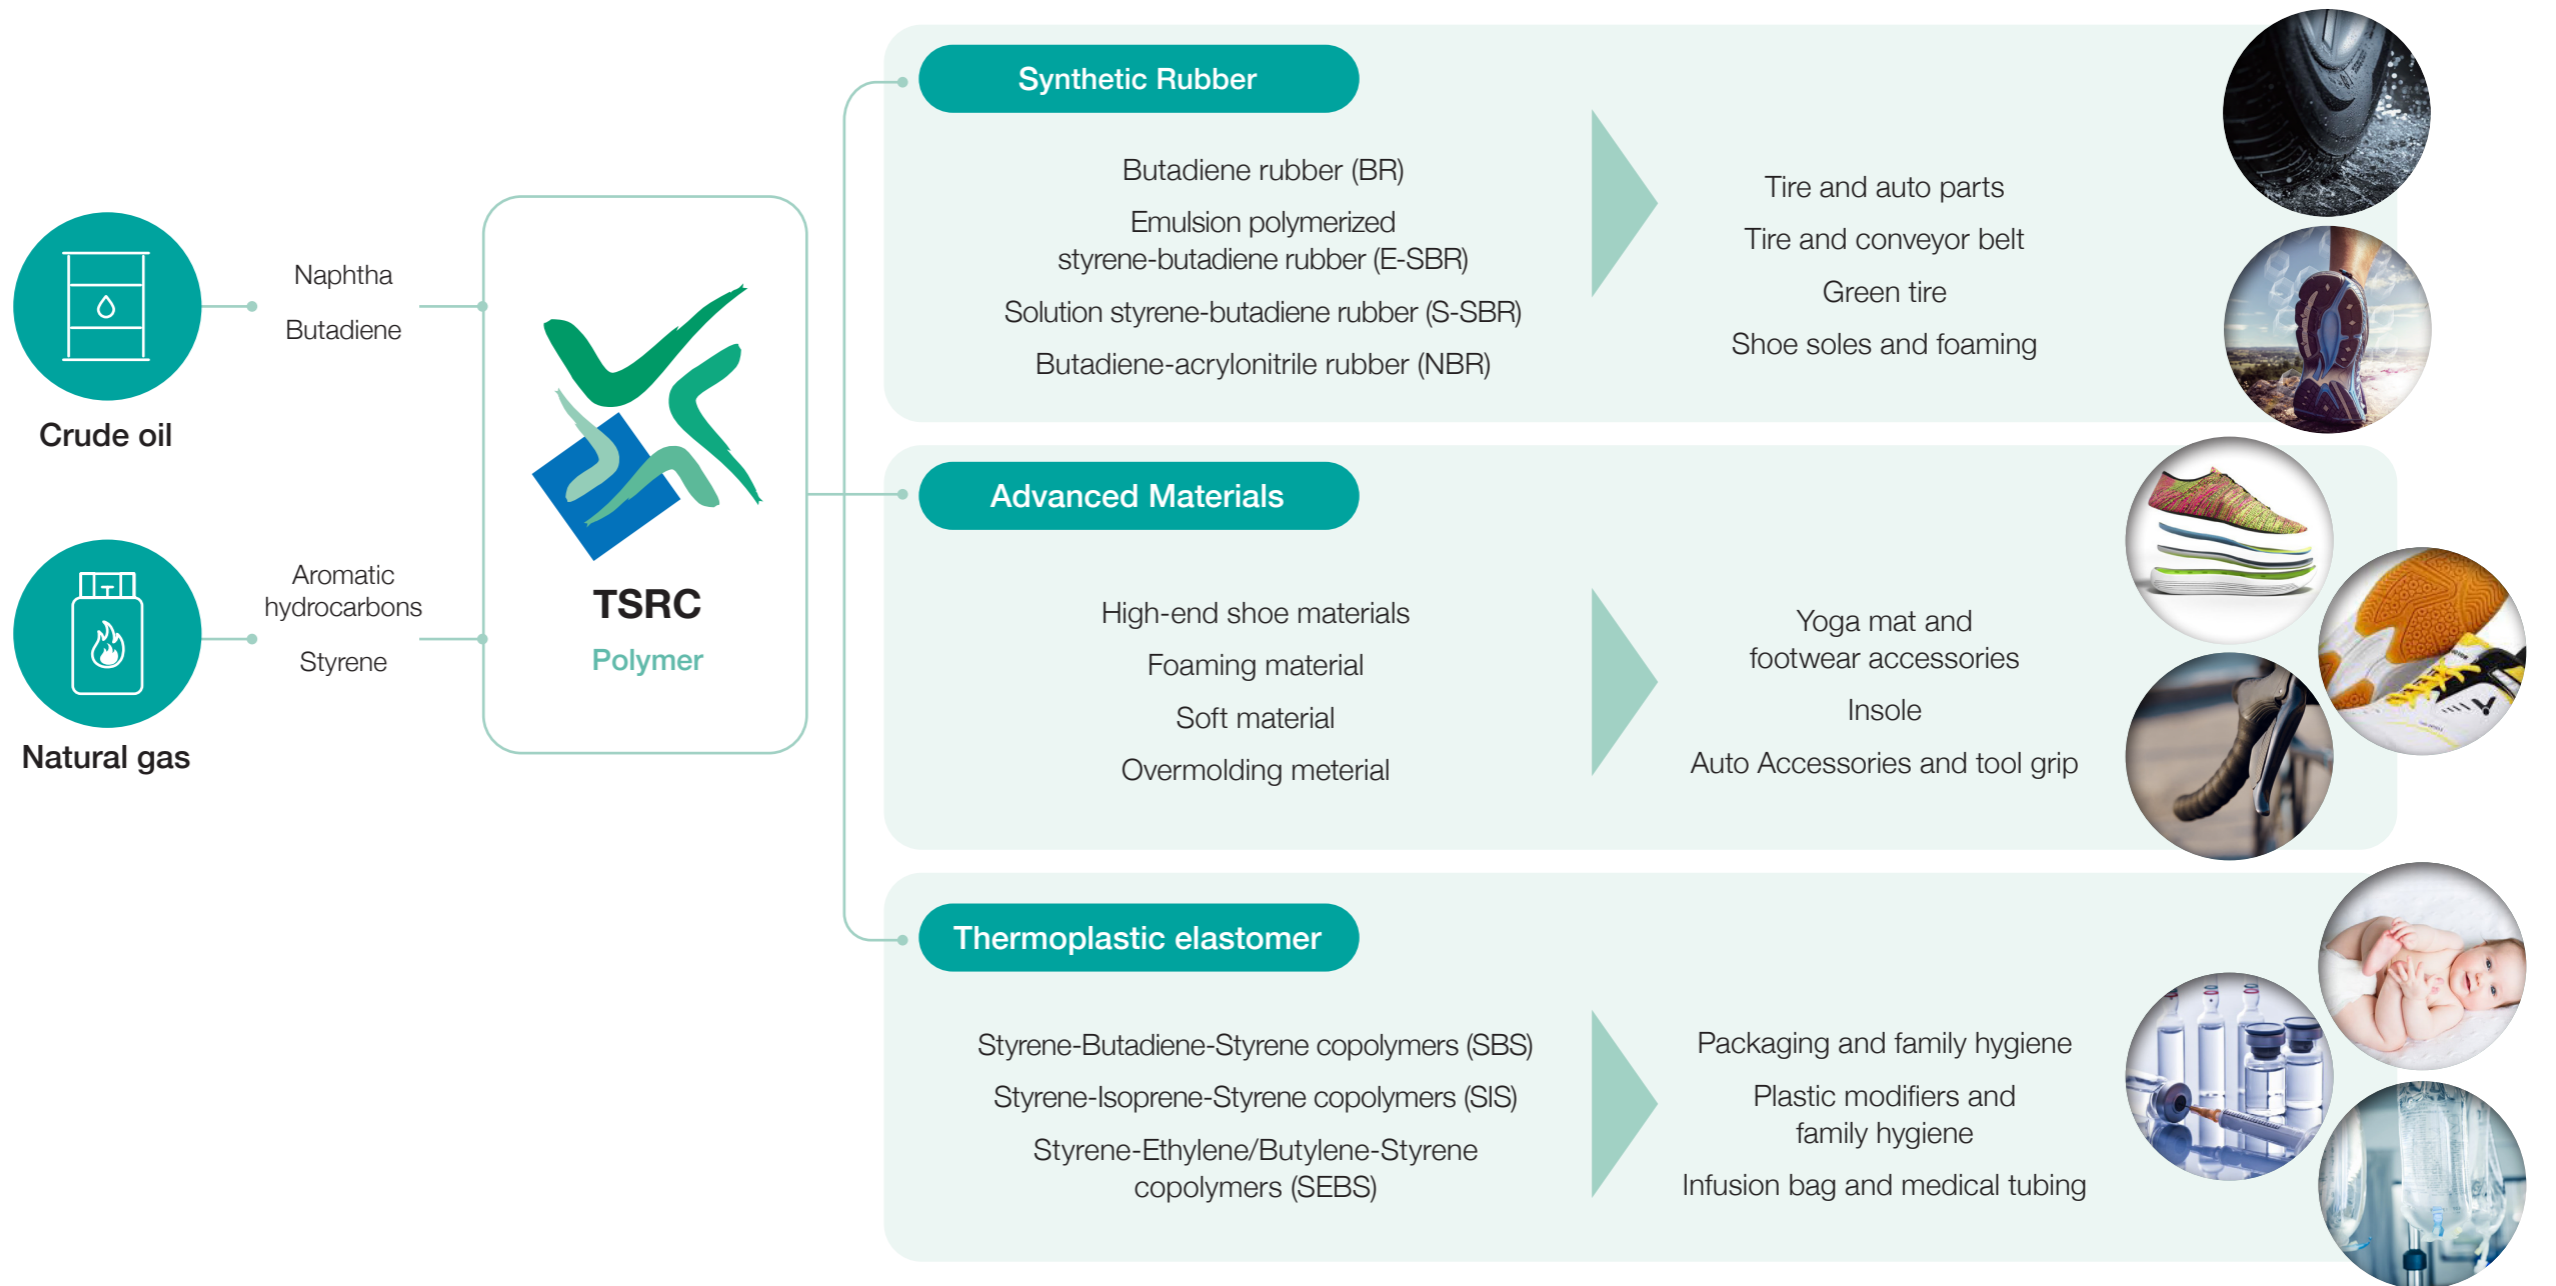 Crude oil
Naphtha
Butadiene
Natural gas
Aromatic
hydrocarbons
Styrene
TSRC
Polymer
Synthetic Rubber
Butadiene rubber (BR)
Emulsion polymerized
styrene-butadiene rubber (E-SBR)
Solution styrene-butadiene rubber (S-SBR)
Butadiene-acrylonitrile rubber (NBR)
Tire and auto parts
Tire and conveyor belt
Green tire
Shoe soles and foaming
Advanced Materials
High-end shoe materials
Foaming material
Soft material
Overmolding meterial
Yoga mat and
footwear accessories
Insole
Auto Accessories and tool grip
Thermoplastic elastomer
Styrene-Butadiene-Styrene copolymers (SBS)
Styrene-Isoprene-Styrene copolymers (SIS)
Styrene-Ethylene/Butylene-Styrene
copolymers (SEBS)
Packaging and family hygiene
Plastic modifiers and
family hygiene
Infusion bag and medical tubing